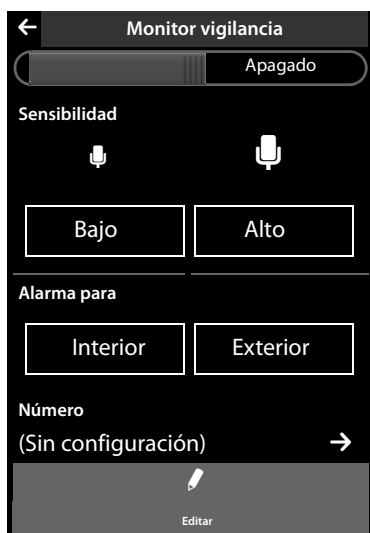 Monitor vigilancia
Apagado
Sensibilidad
Bajo Alto
Alarma para
Interior Exterior
Número
(Sin configuración)
Editar